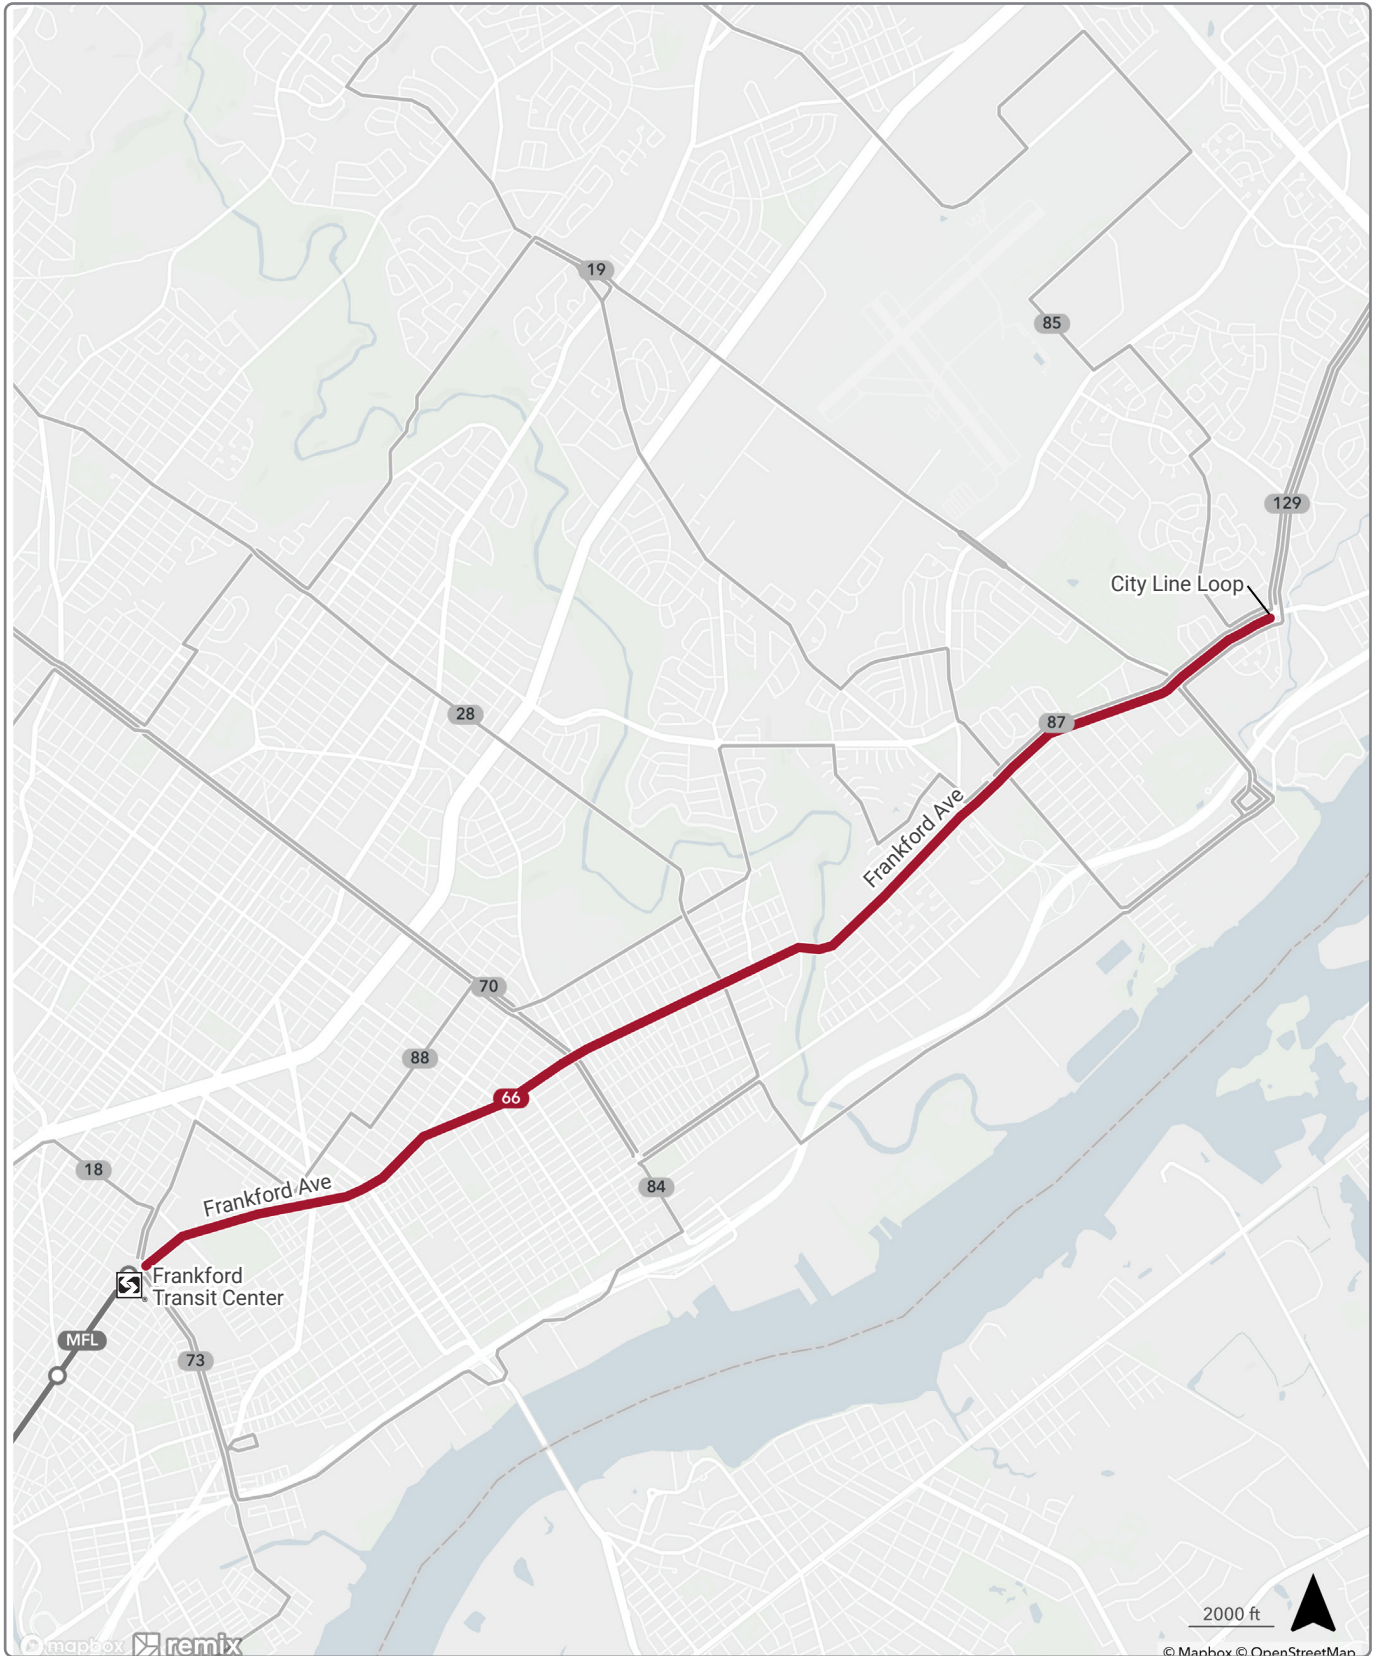 19
85
129
City Line Loop
28
87
Frankford Ave
70
88
66
18
84
Frankford Ave
Frankford
Transit Center
MFL
73
2000 ft
mapbox remix
© Mapbox © OpenStreetMap